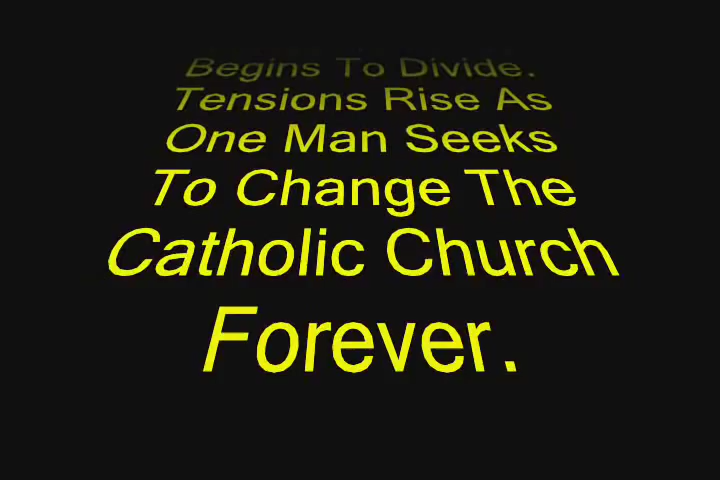 Begins To Divide.
Tensions Rise As
One Man Seeks
To Change The
Catholic Church
Forever.